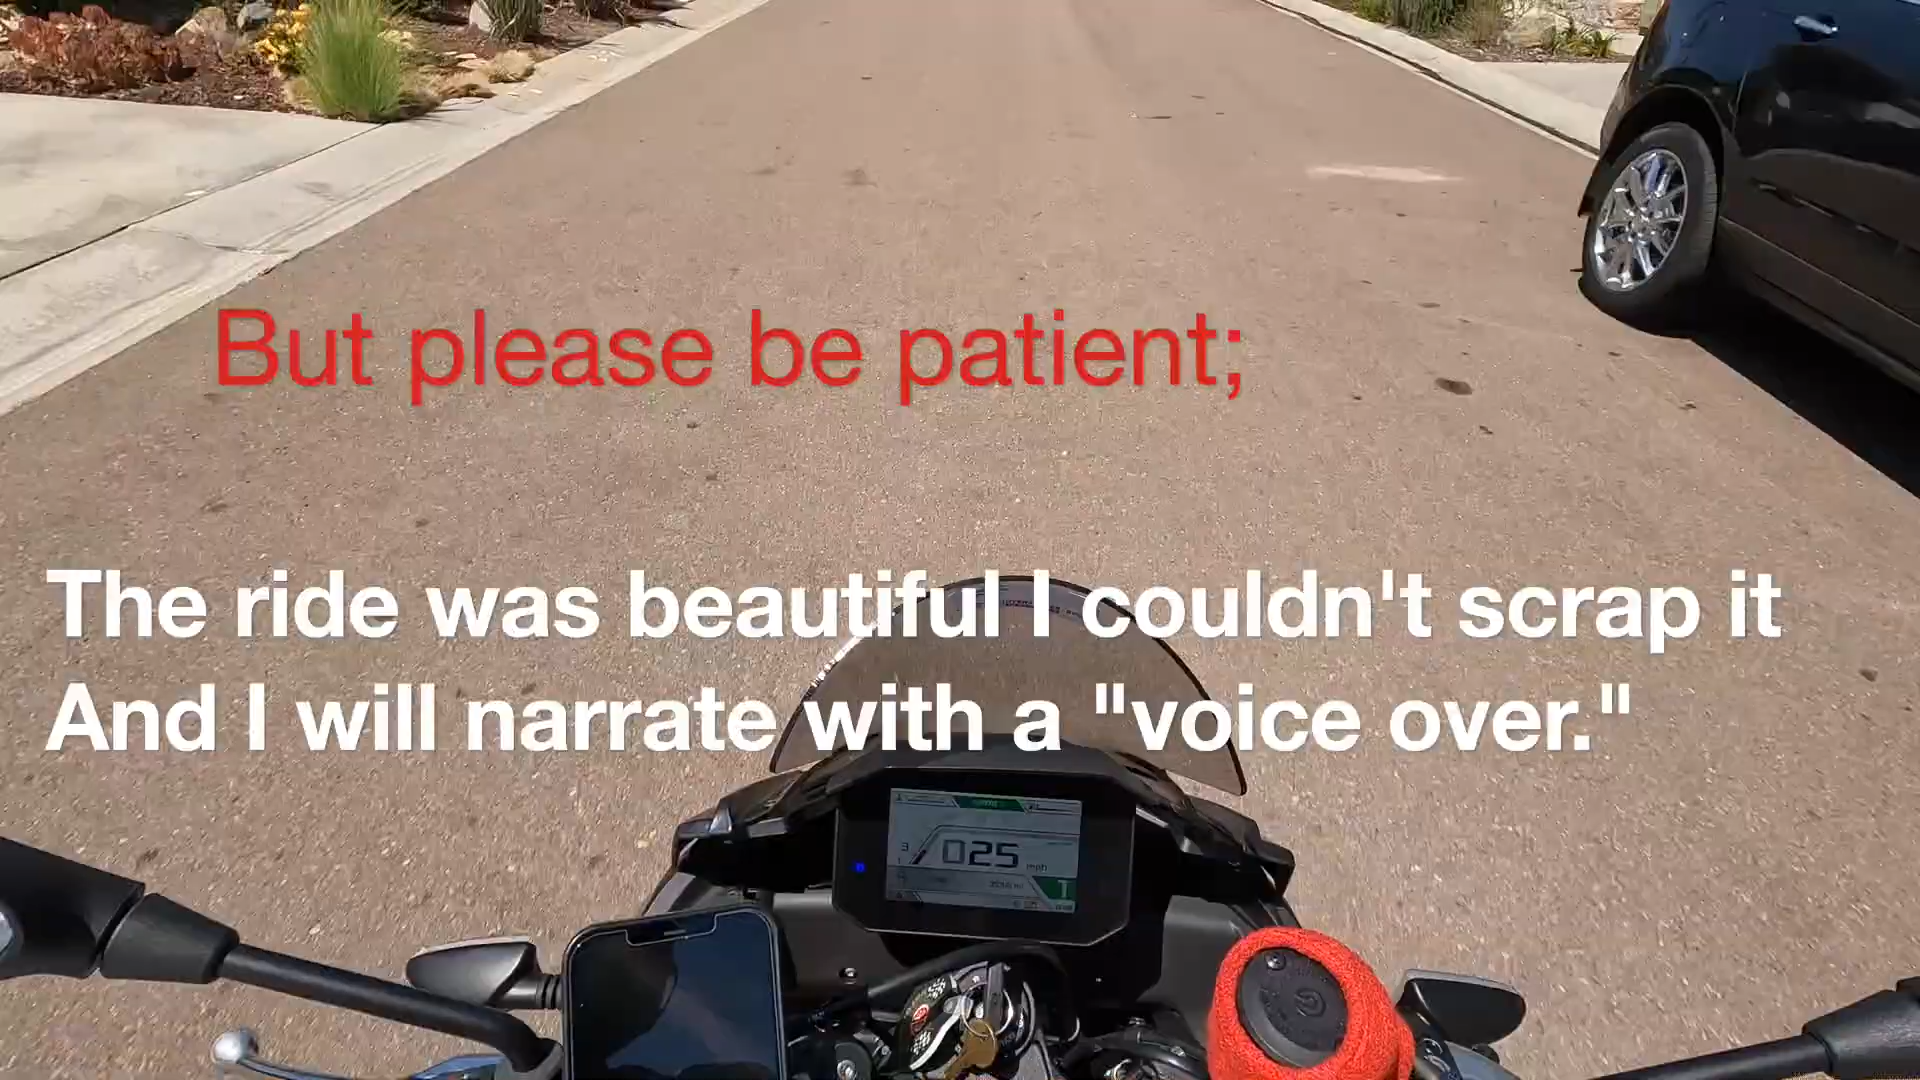 But please be patient;
The ride was beautiful I couldn't scrap it
And I will narrate with a "voice over."
3
025
mph
T